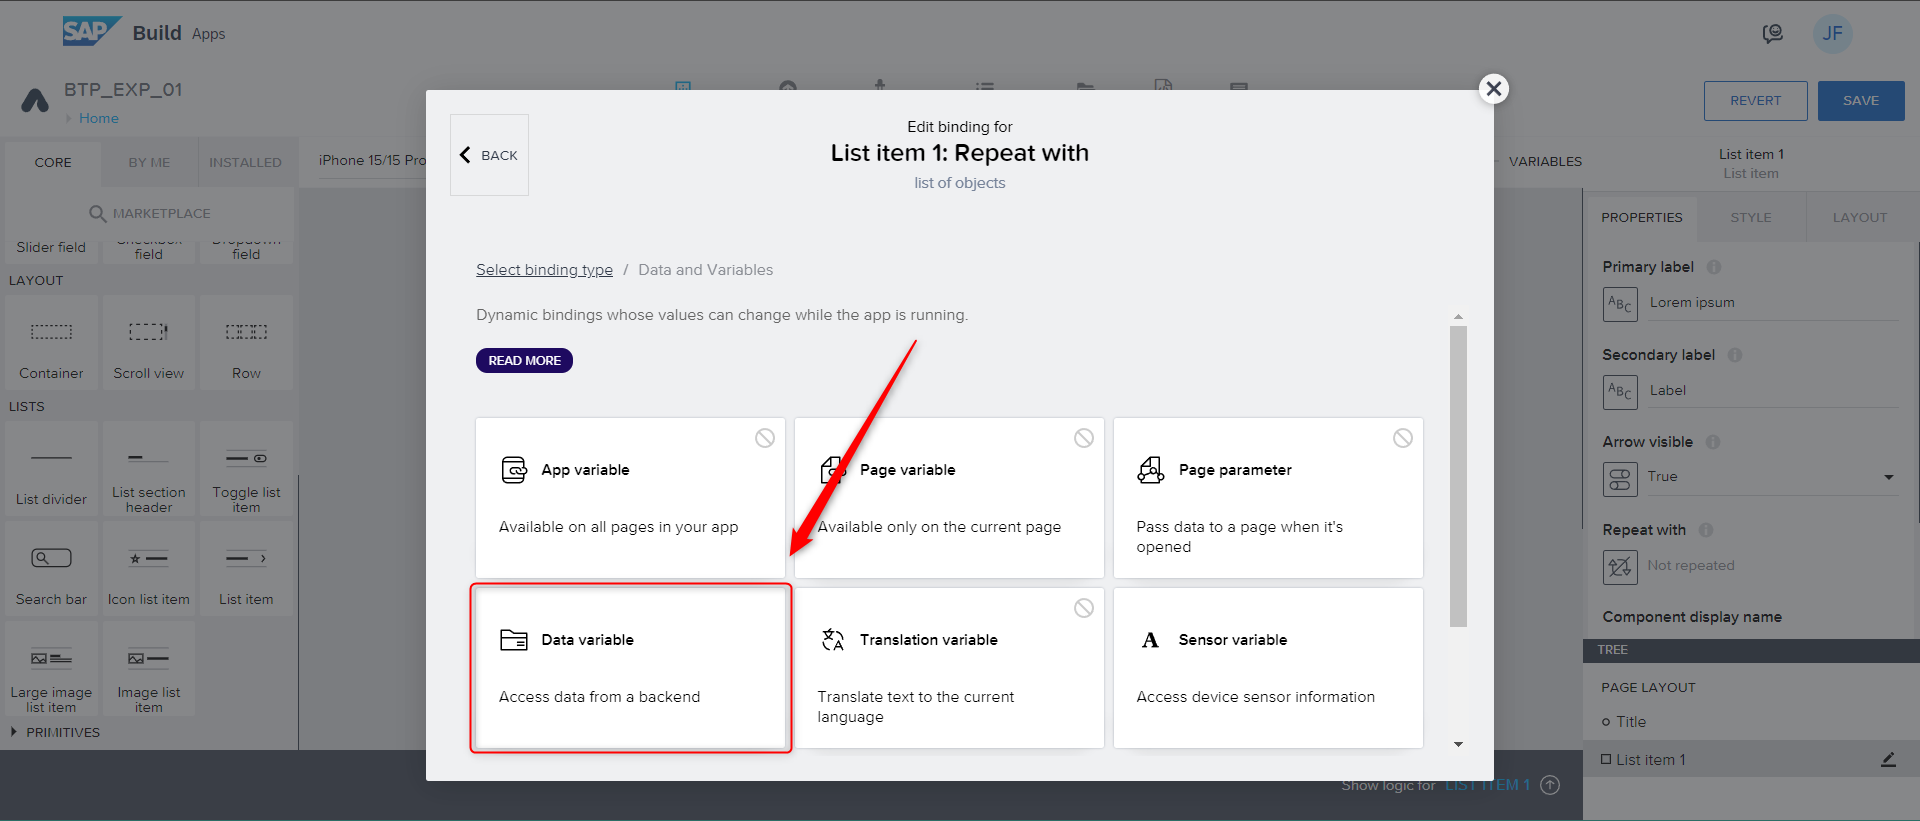 SAP Build Apps
JF
BTP_EXP_01
Home
REVERT
SAVE
CORE
BY ME
INSTALLED
iPhone 15/15 Pro
MARKETPLACE
Slider field
Checkbox field
Dropdown field
LAYOUT
Container
Scroll view
Row
LISTS
List divider
List section header
Toggle list item
Search bar
Icon list item
List item
Large image list item
Image list item
PRIMITIVES
BACK
Edit binding for
List item 1: Repeat with
list of objects
Select binding type / Data and Variables
Dynamic bindings whose values can change while the app is running.
READ MORE
App variable
Available on all pages in your app
Page variable
Available only on the current page
Page parameter
Pass data to a page when it's
opened
Data variable
Access data from a backend
Translation variable
Translate text to the current
language
A Sensor variable
Access device sensor information
Show logic for LIST ITEM 1
VARIABLES
List item 1
List item
PROPERTIES
STYLE
LAYOUT
Primary label
ABC Lorem ipsum
Secondary label
ABC Label
Arrow visible
True
Repeat with
Not repeated
Component display name
TREE
PAGE LAYOUT
Title
List item 1